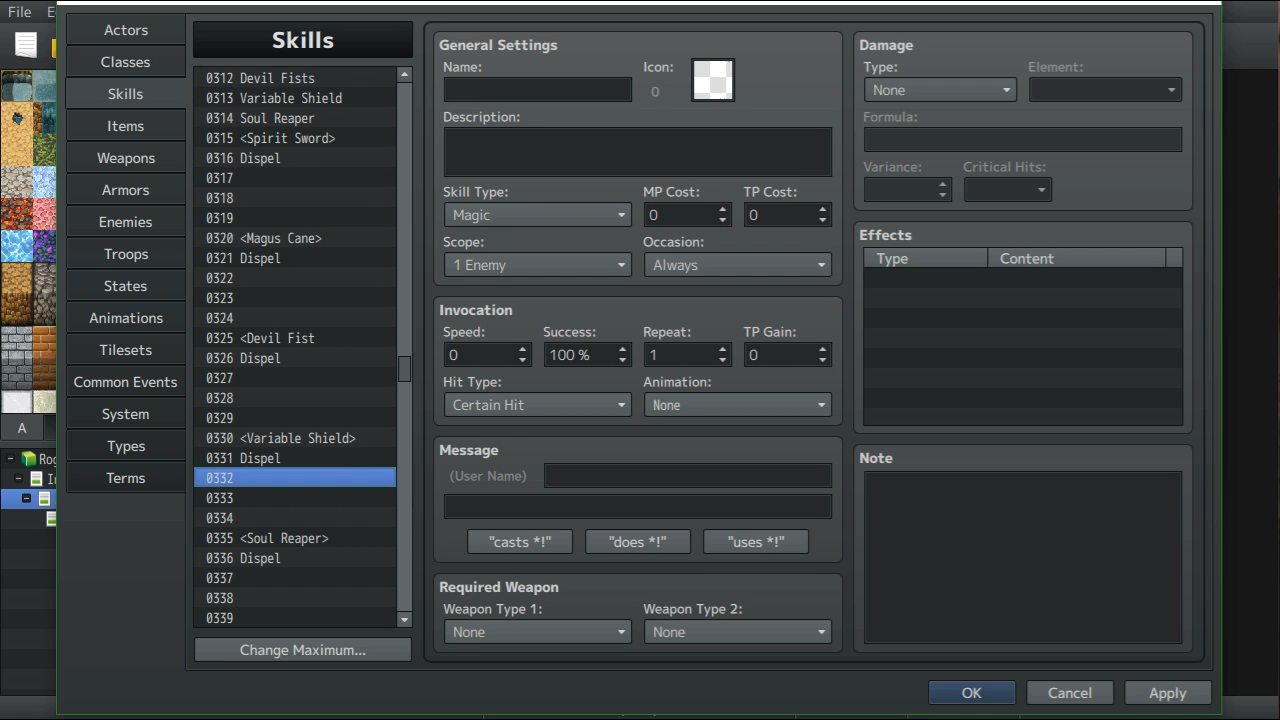 File
Actors
Classes
Skills
Items
Weapons
Armors
Enemies
Troops
States
Animations
Tilesets
Common Events
System
Types
Terms
A
Skills
0312 Devil Fists
0313 Variable Shield
0314 Soul Reaper
0315 <Spirit Sword>
0316 Dispel
0317
0318
0319
0320 <Magus Cane>
0321 Dispel
0322
0323
0324
0325 <Devil Fist
0326 Dispel
0327
0328
0329
0330 <Variable Shield>
0331 Dispel
0332
0333
0334
0335 <Soul Reaper>
0336 Dispel
0337
0338
0339
Change Maximum...
General Settings
Name: Icon:
0
Description:
Skill Type: MP Cost: TP Cost:
Magic 0 0
Scope: Occasion:
1 Enemy Always
Invocation
Speed: Success: Repeat: TP Gain:
0 100 % 1 0
Hit Type: Animation:
Certain Hit None
Message
(User Name)
"casts *!" "does *!" "uses *!"
Required Weapon
Weapon Type 1: Weapon Type 2:
None None
Damage
Type: Element:
None
Formula:
Variance: Critical Hits:
Effects
Type Content
Note
OK Cancel Apply